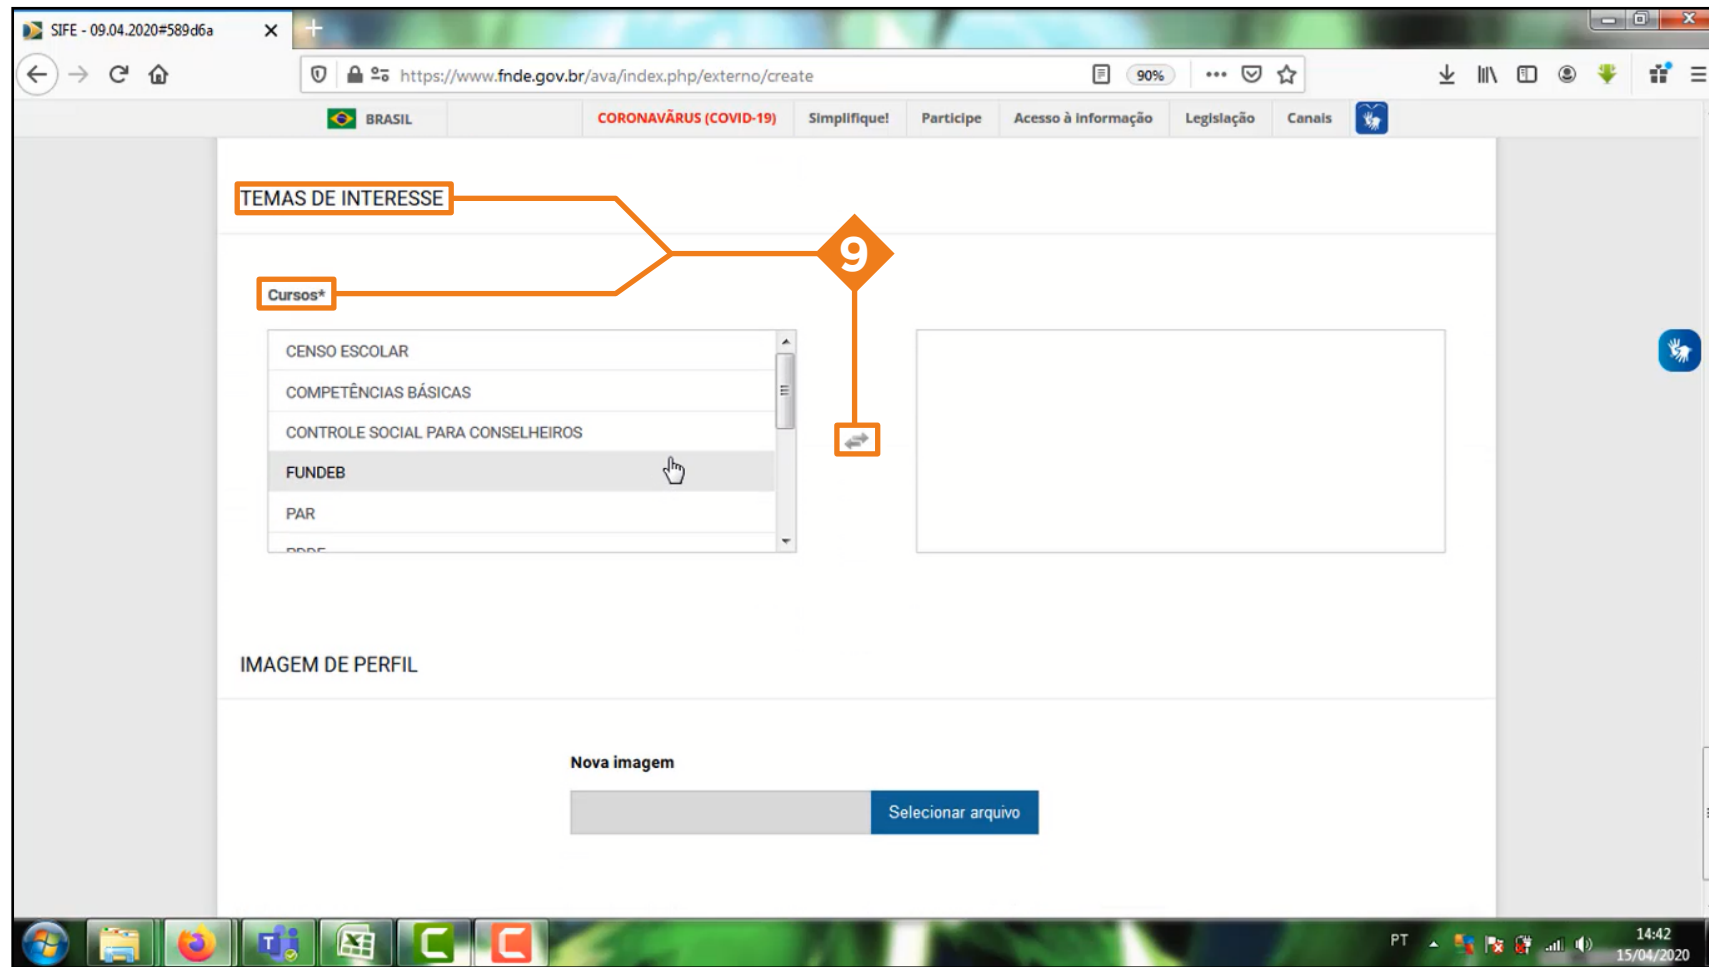 SIFE - 09.04.2020#589d6a
https://www.fnde.gov.br/ava/index.php/externo/create
90%
BRASIL
CORONAVÃRUS (COVID-19)
Simplifique!
Participe
Acesso à informação
Legislação
Canais
TEMAS DE INTERESSE
9
Cursos*
CENSO ESCOLAR
COMPETÊNCIAS BÁSICAS
CONTROLE SOCIAL PARA CONSELHEIROS
FUNDEB
PAR
IMAGEM DE PERFIL
Nova imagem
Selecionar arquivo
PT
14:42
15/04/2020